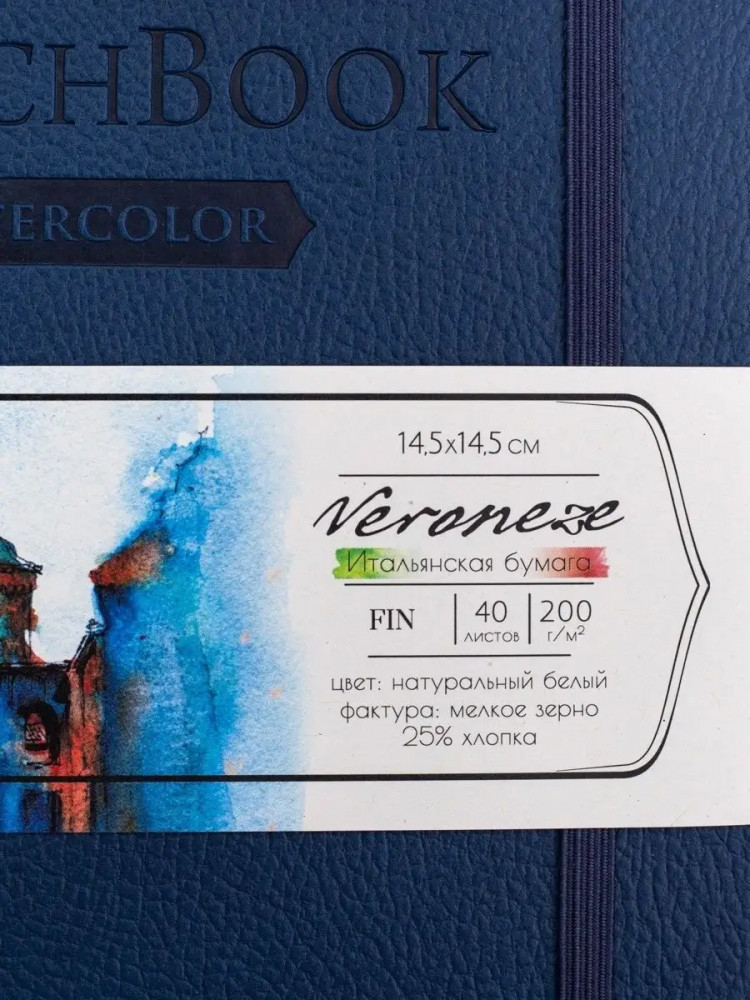 CHBOOK
ERCOLOR
14,5x14,5 см
Veroneze
Итальянская бумага
FIN
40
листов
200
г/м²
цвет: натуральный белый
фактура: мелкое зерно
25% хлопка